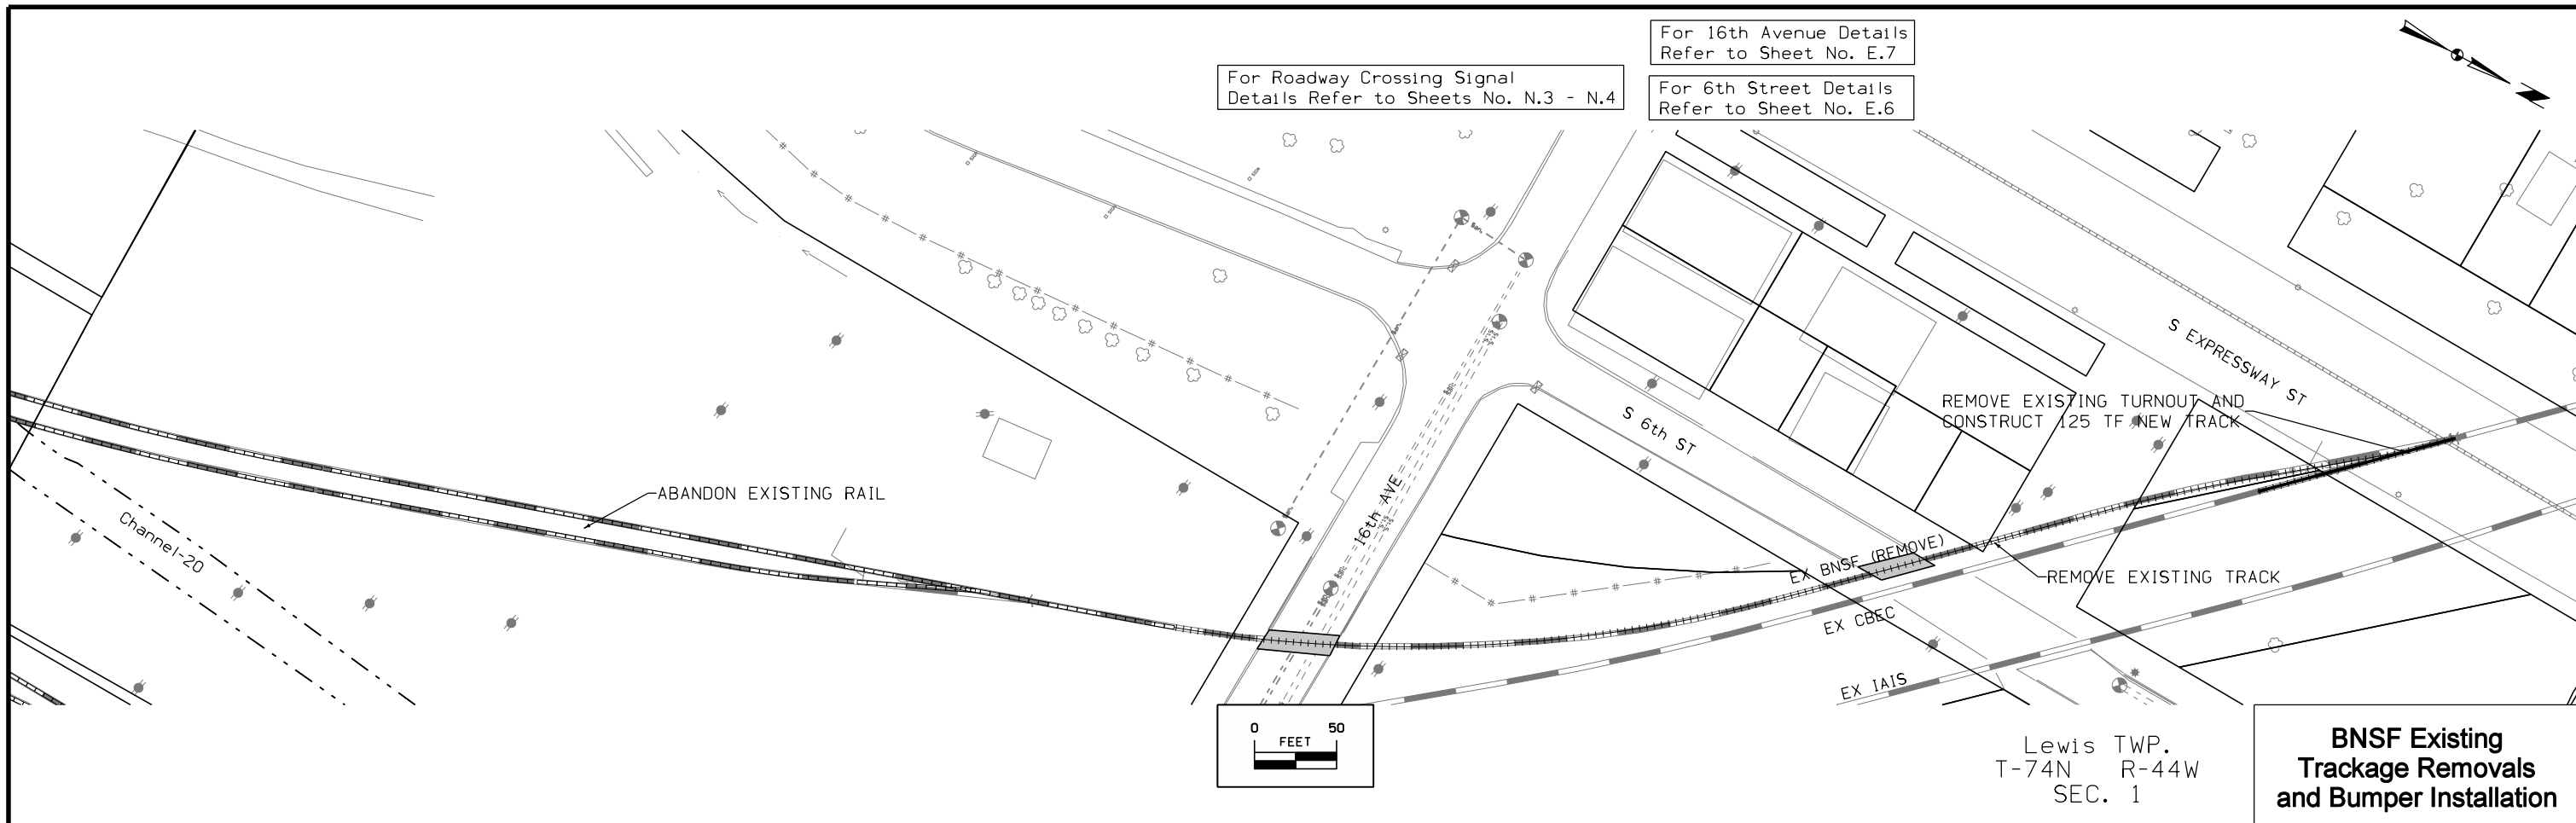 For 16th Avenue Details
Refer to Sheet No. E.7
For Roadway Crossing Signal
Details Refer to Sheets No. N.3 - N.4
For 6th Street Details
Refer to Sheet No. E.6
N
S EXPRESSWAY ST
REMOVE EXISTING TURNOUT AND
CONSTRUCT 125 TF NEW TRACK
S 6th ST
ABANDON EXISTING RAIL
16th AVE
Channel-20
EX BNSF (REMOVE)
REMOVE EXISTING TRACK
EX CBEC
EX IAIS
0 50
FEET
Lewis TWP.
T-74N R-44W
SEC. 1
BNSF Existing
Trackage Removals
and Bumper Installation